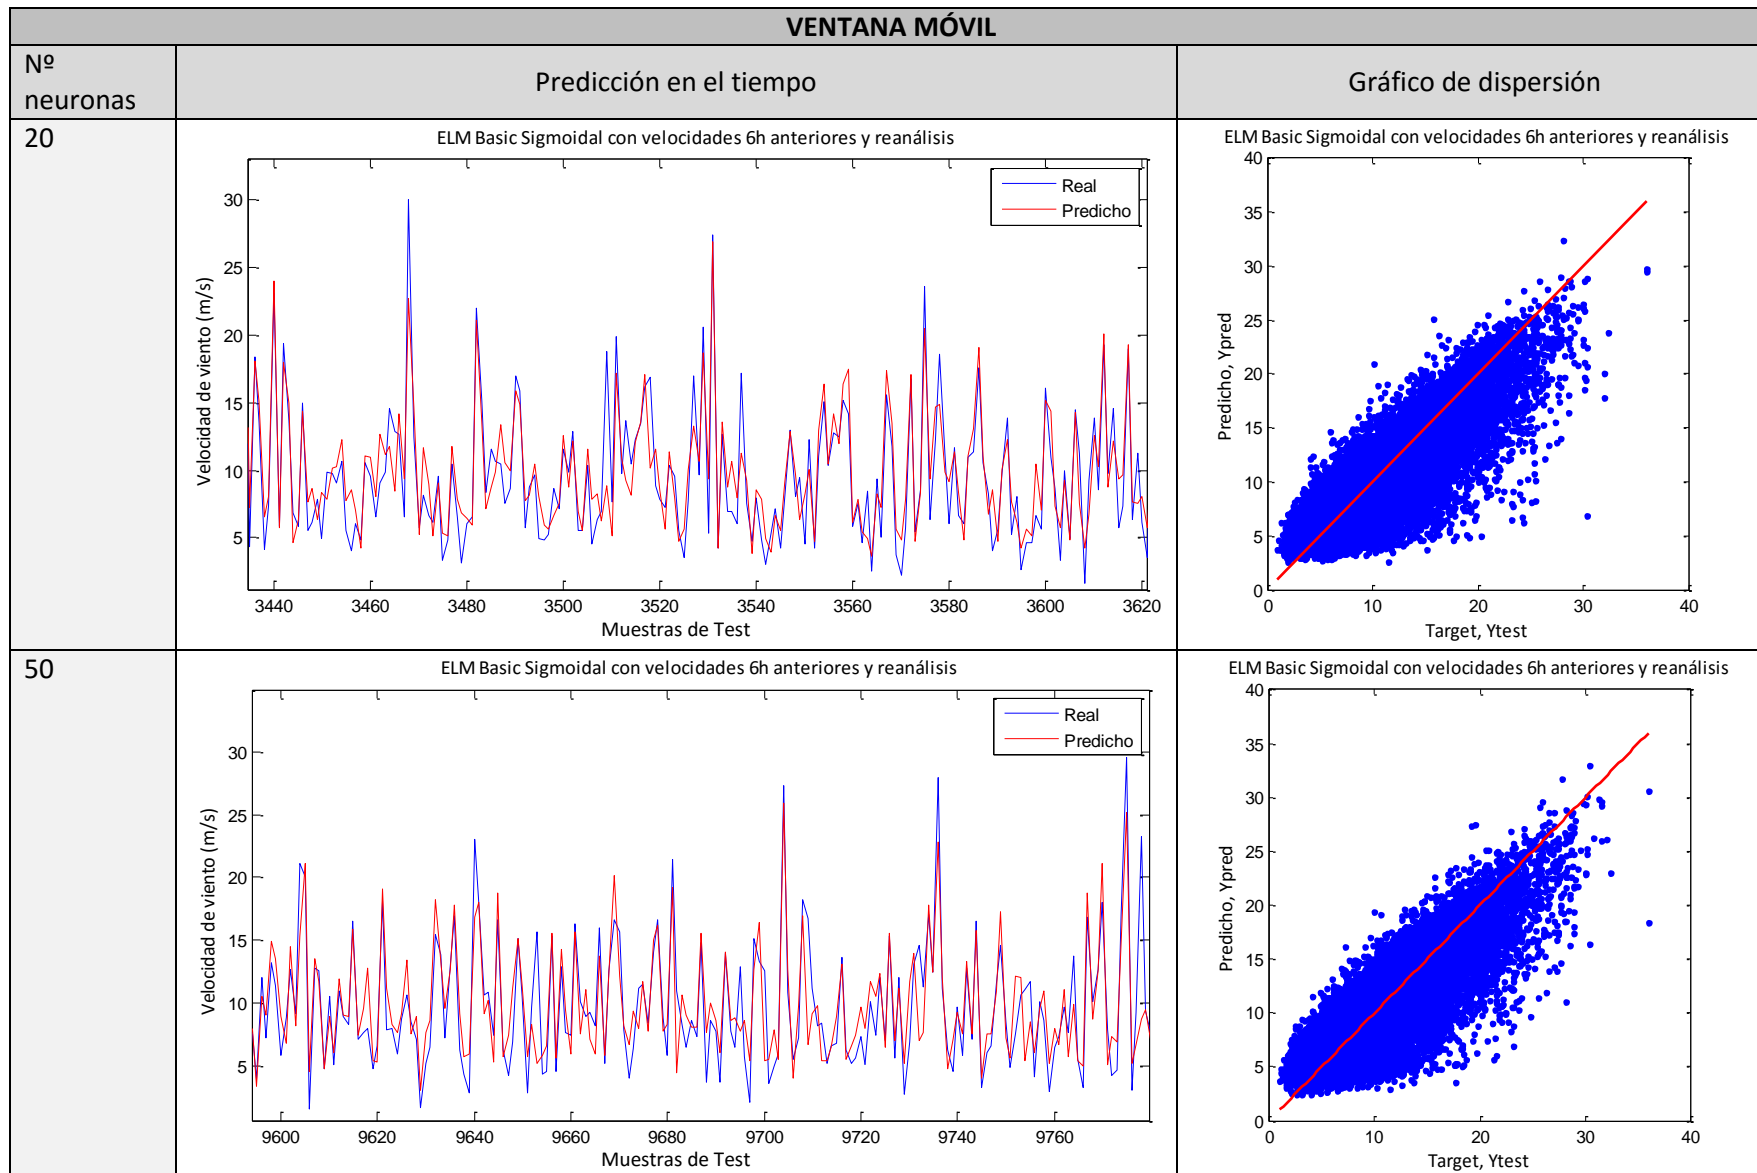 VENTANA MÓVIL
Nº
neuronas
Predicción en el tiempo
Gráfico de dispersión
20
ELM Basic Sigmoidal con velocidades 6h anteriores y reanálisis
Real
Predicho
30
25
20
15
10
5
Velocidad de viento (m/s)
3440 3460 3480 3500 3520 3540 3560 3580 3600 3620
Muestras de Test
ELM Basic Sigmoidal con velocidades 6h anteriores y reanálisis
40
35
30
25
20
15
10
5
0
Predicho, Ypred
0 10 20 30 40
Target, Ytest
50
ELM Basic Sigmoidal con velocidades 6h anteriores y reanálisis
Real
Predicho
30
25
20
15
10
5
Velocidad de viento (m/s)
9600 9620 9640 9660 9680 9700 9720 9740 9760
Muestras de Test
ELM Basic Sigmoidal con velocidades 6h anteriores y reanálisis
40
35
30
25
20
15
10
5
0
Predicho, Ypred
0 10 20 30 40
Target, Ytest